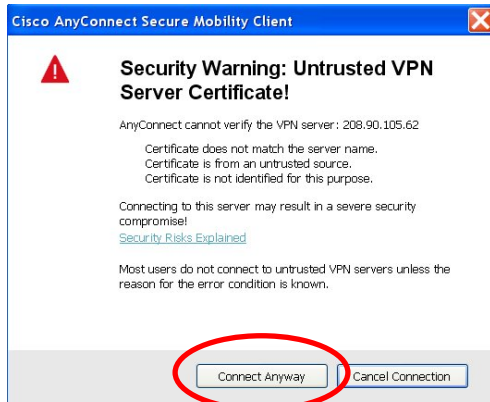 Cisco AnyConnect Secure Mobility Client
Security Warning: Untrusted VPN
Server Certificate!
AnyConnect cannot verify the VPN server: 208.90.105.62
Certificate does not match the server name.
Certificate is from an untrusted source.
Certificate is not identified for this purpose.
Connecting to this server may result in a severe security
compromise!
Security Risks Explained
Most users do not connect to untrusted VPN servers unless the
reason for the error condition is known.
Connect Anyway
Cancel Connection